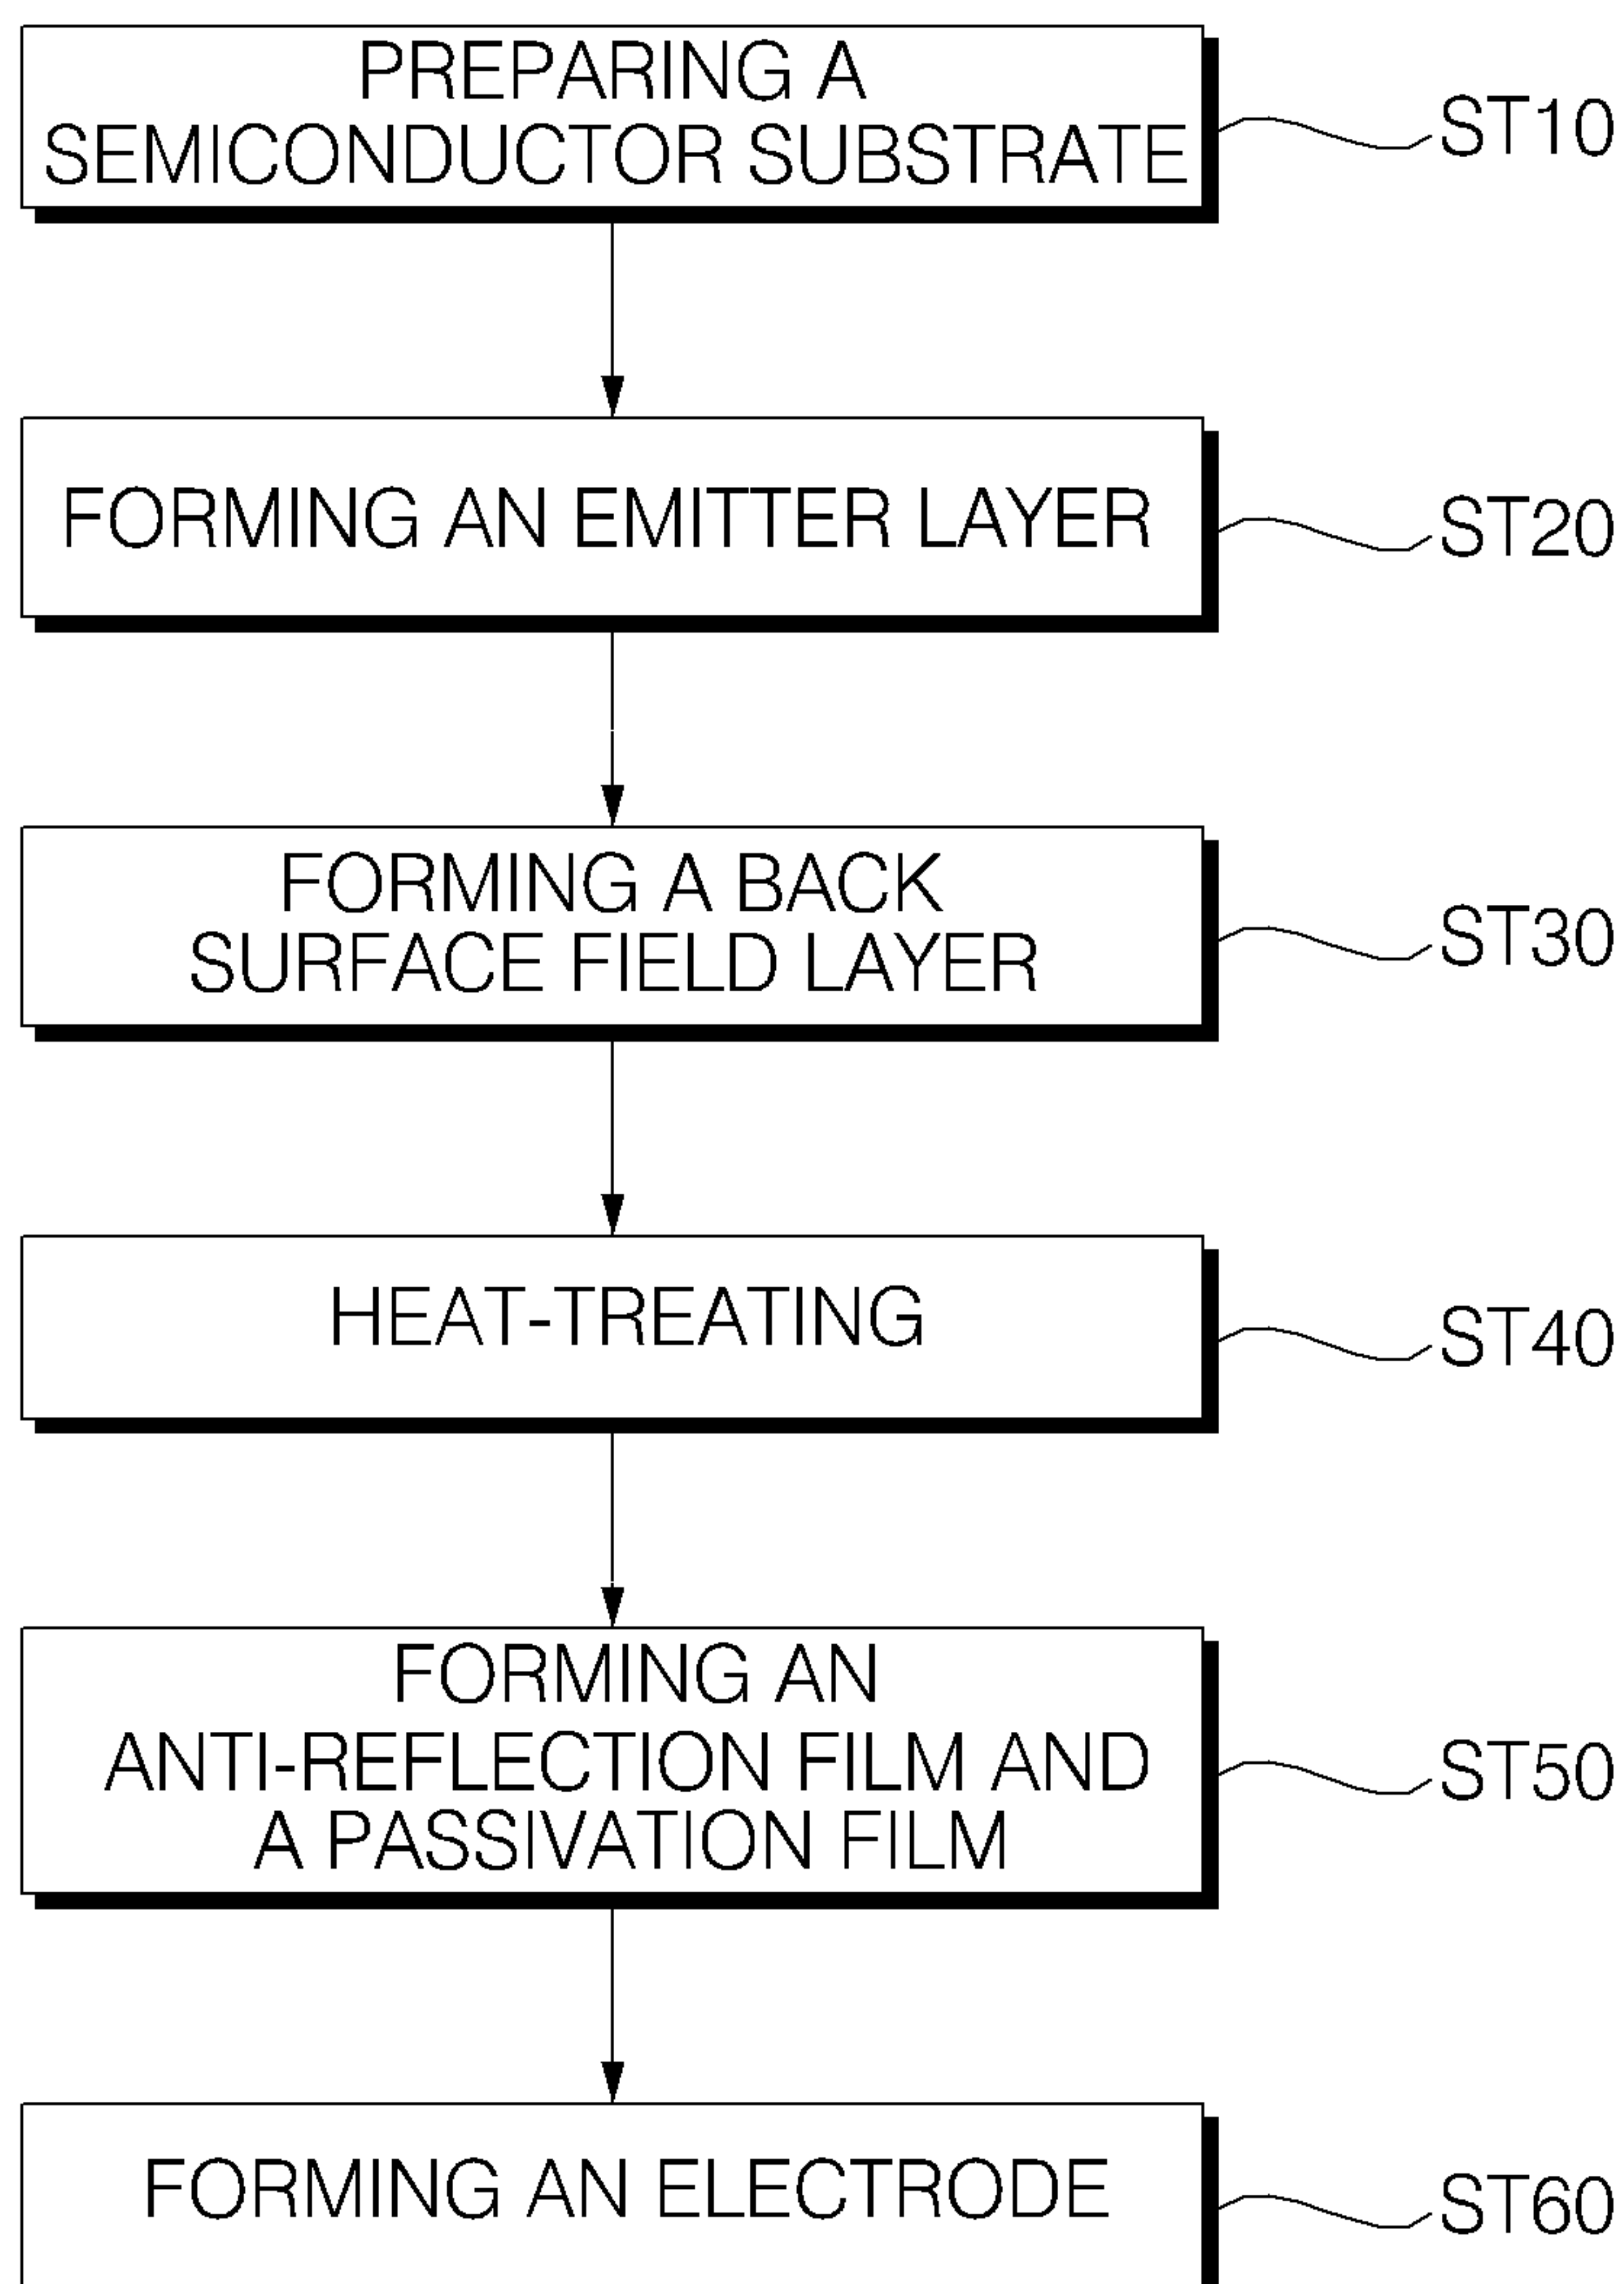 PREPARING A
SEMICONDUCTOR SUBSTRATE
ST10
FORMING AN EMITTER LAYER
ST20
FORMING A BACK
SURFACE FIELD LAYER
ST30
HEAT-TREATING
ST40
FORMING AN
ANTI-REFLECTION FILM AND
A PASSIVATION FILM
ST50
FORMING AN ELECTRODE
ST60